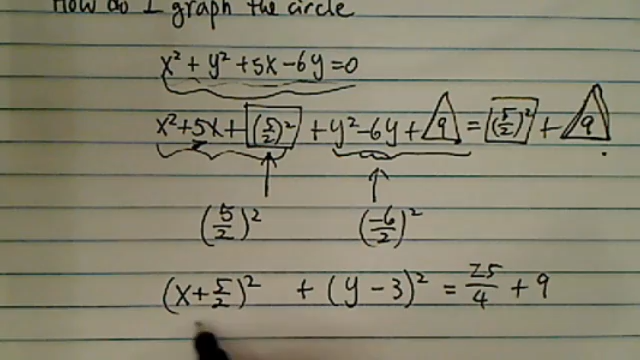 How do I graph the circle
x² + y² + 5x - 6y = 0
x² + 5x + (5/2)² + y² - 6y + 9 = (5/2)² + 9
(5/2)² (-6/2)²
(x + 5/2)² + (y - 3)² = 25/4 + 9